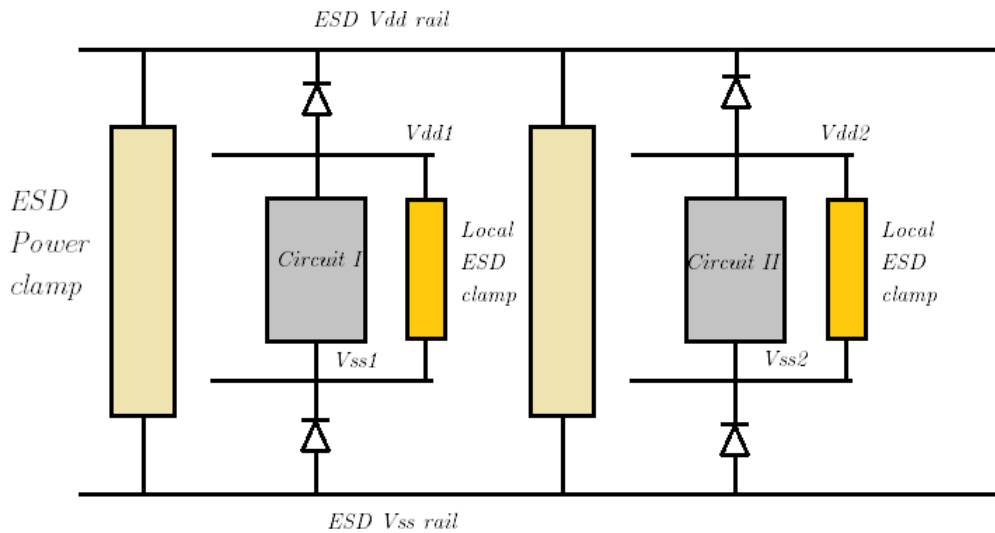 ESD Vdd rail
Vdd1
Vdd2
ESD
Power
clamp
Circuit I
Local
ESD
clamp
Circuit II
Local
ESD
clamp
Vss1
Vss2
ESD Vss rail